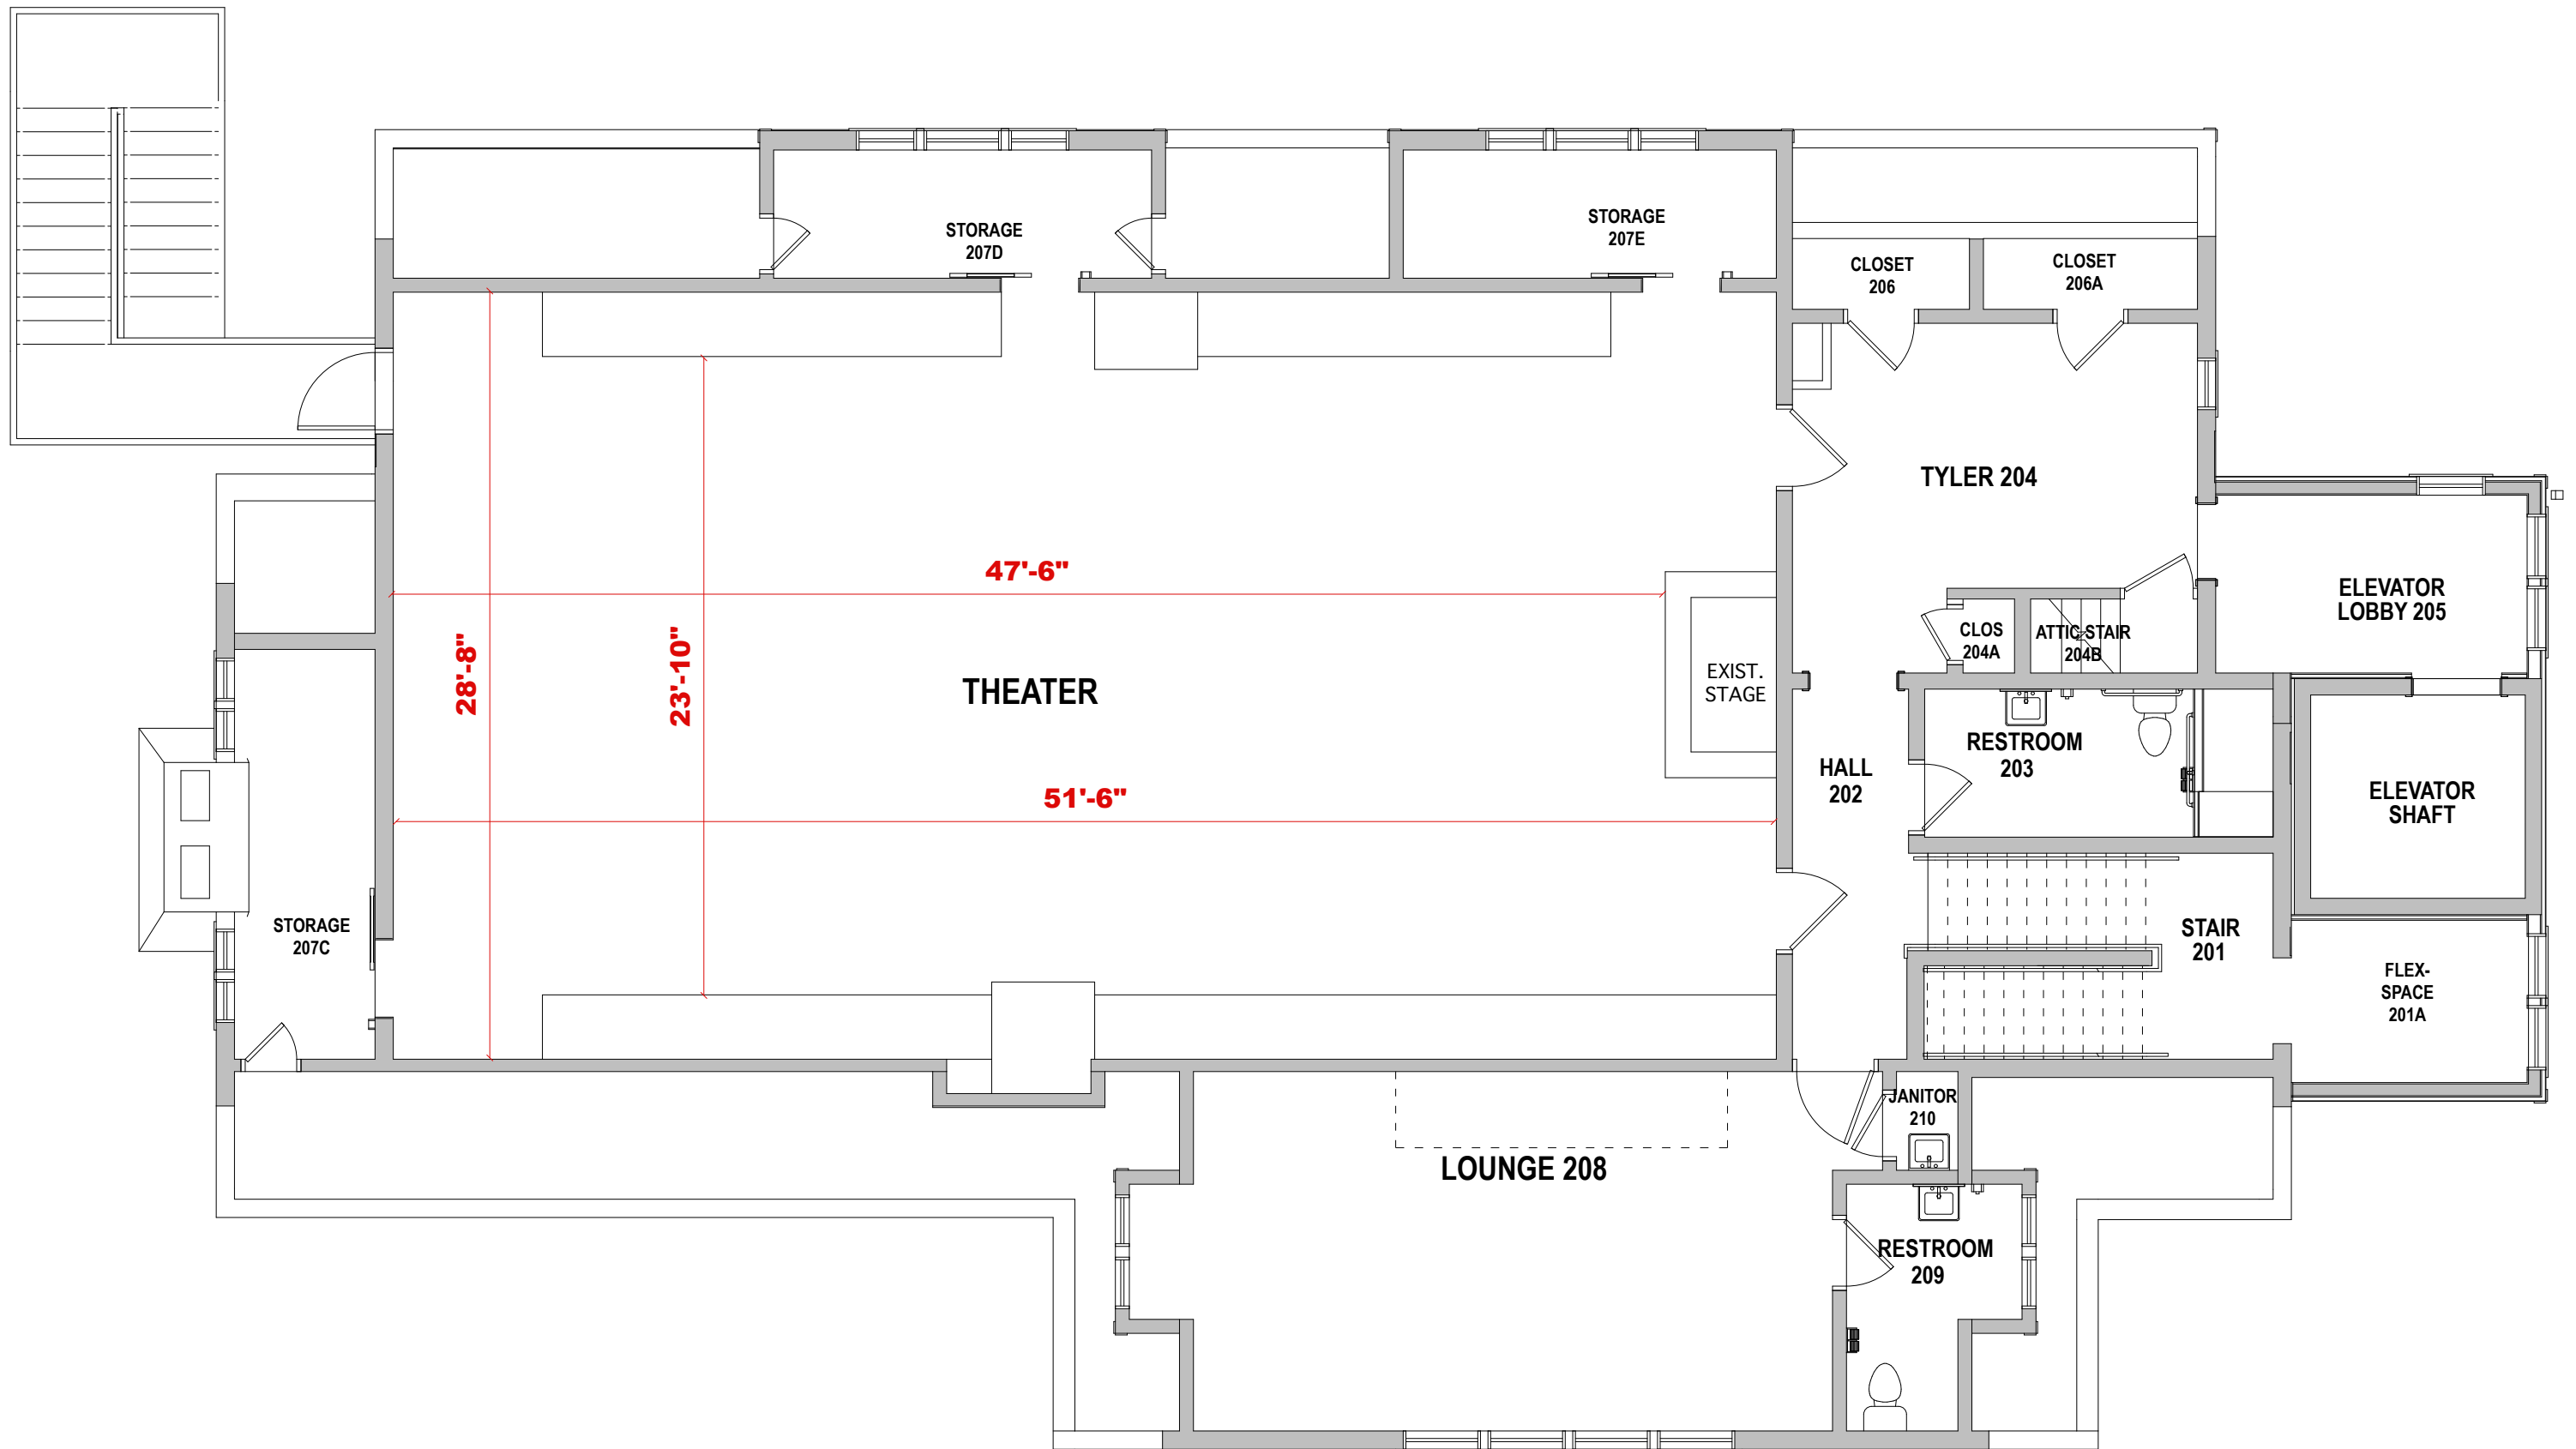 STORAGE
207D
STORAGE
207E
CLOSET
206
CLOSET
206A
TYLER 204
47'-6"
ELEVATOR
LOBBY 205
CLOS
204A
ATTIC STAIR
204B
28'-8"
23'-10"
THEATER
EXIST.
STAGE
RESTROOM
203
HALL
202
51'-6"
ELEVATOR
SHAFT
STORAGE
207C
STAIR
201
FLEX-
SPACE
201A
JANITOR
210
LOUNGE 208
RESTROOM
209